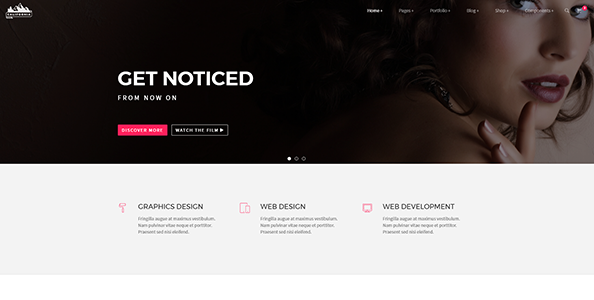 CALIFORNIA
Home +
Pages +
Portfolio +
Blog +
Shop +
Components +
GET NOTICED
FROM NOW ON
DISCOVER MORE
WATCH THE FILM
GRAPHICS DESIGN
Fringilla augue at maximus vestibulum.
Nam pulvinar vitae neque et porttitor.
Praesent sed nisi eleifend.
WEB DESIGN
Fringilla augue at maximus vestibulum.
Nam pulvinar vitae neque et porttitor.
Praesent sed nisi eleifend.
WEB DEVELOPMENT
Fringilla augue at maximus vestibulum.
Nam pulvinar vitae neque et porttitor.
Praesent sed nisi eleifend.